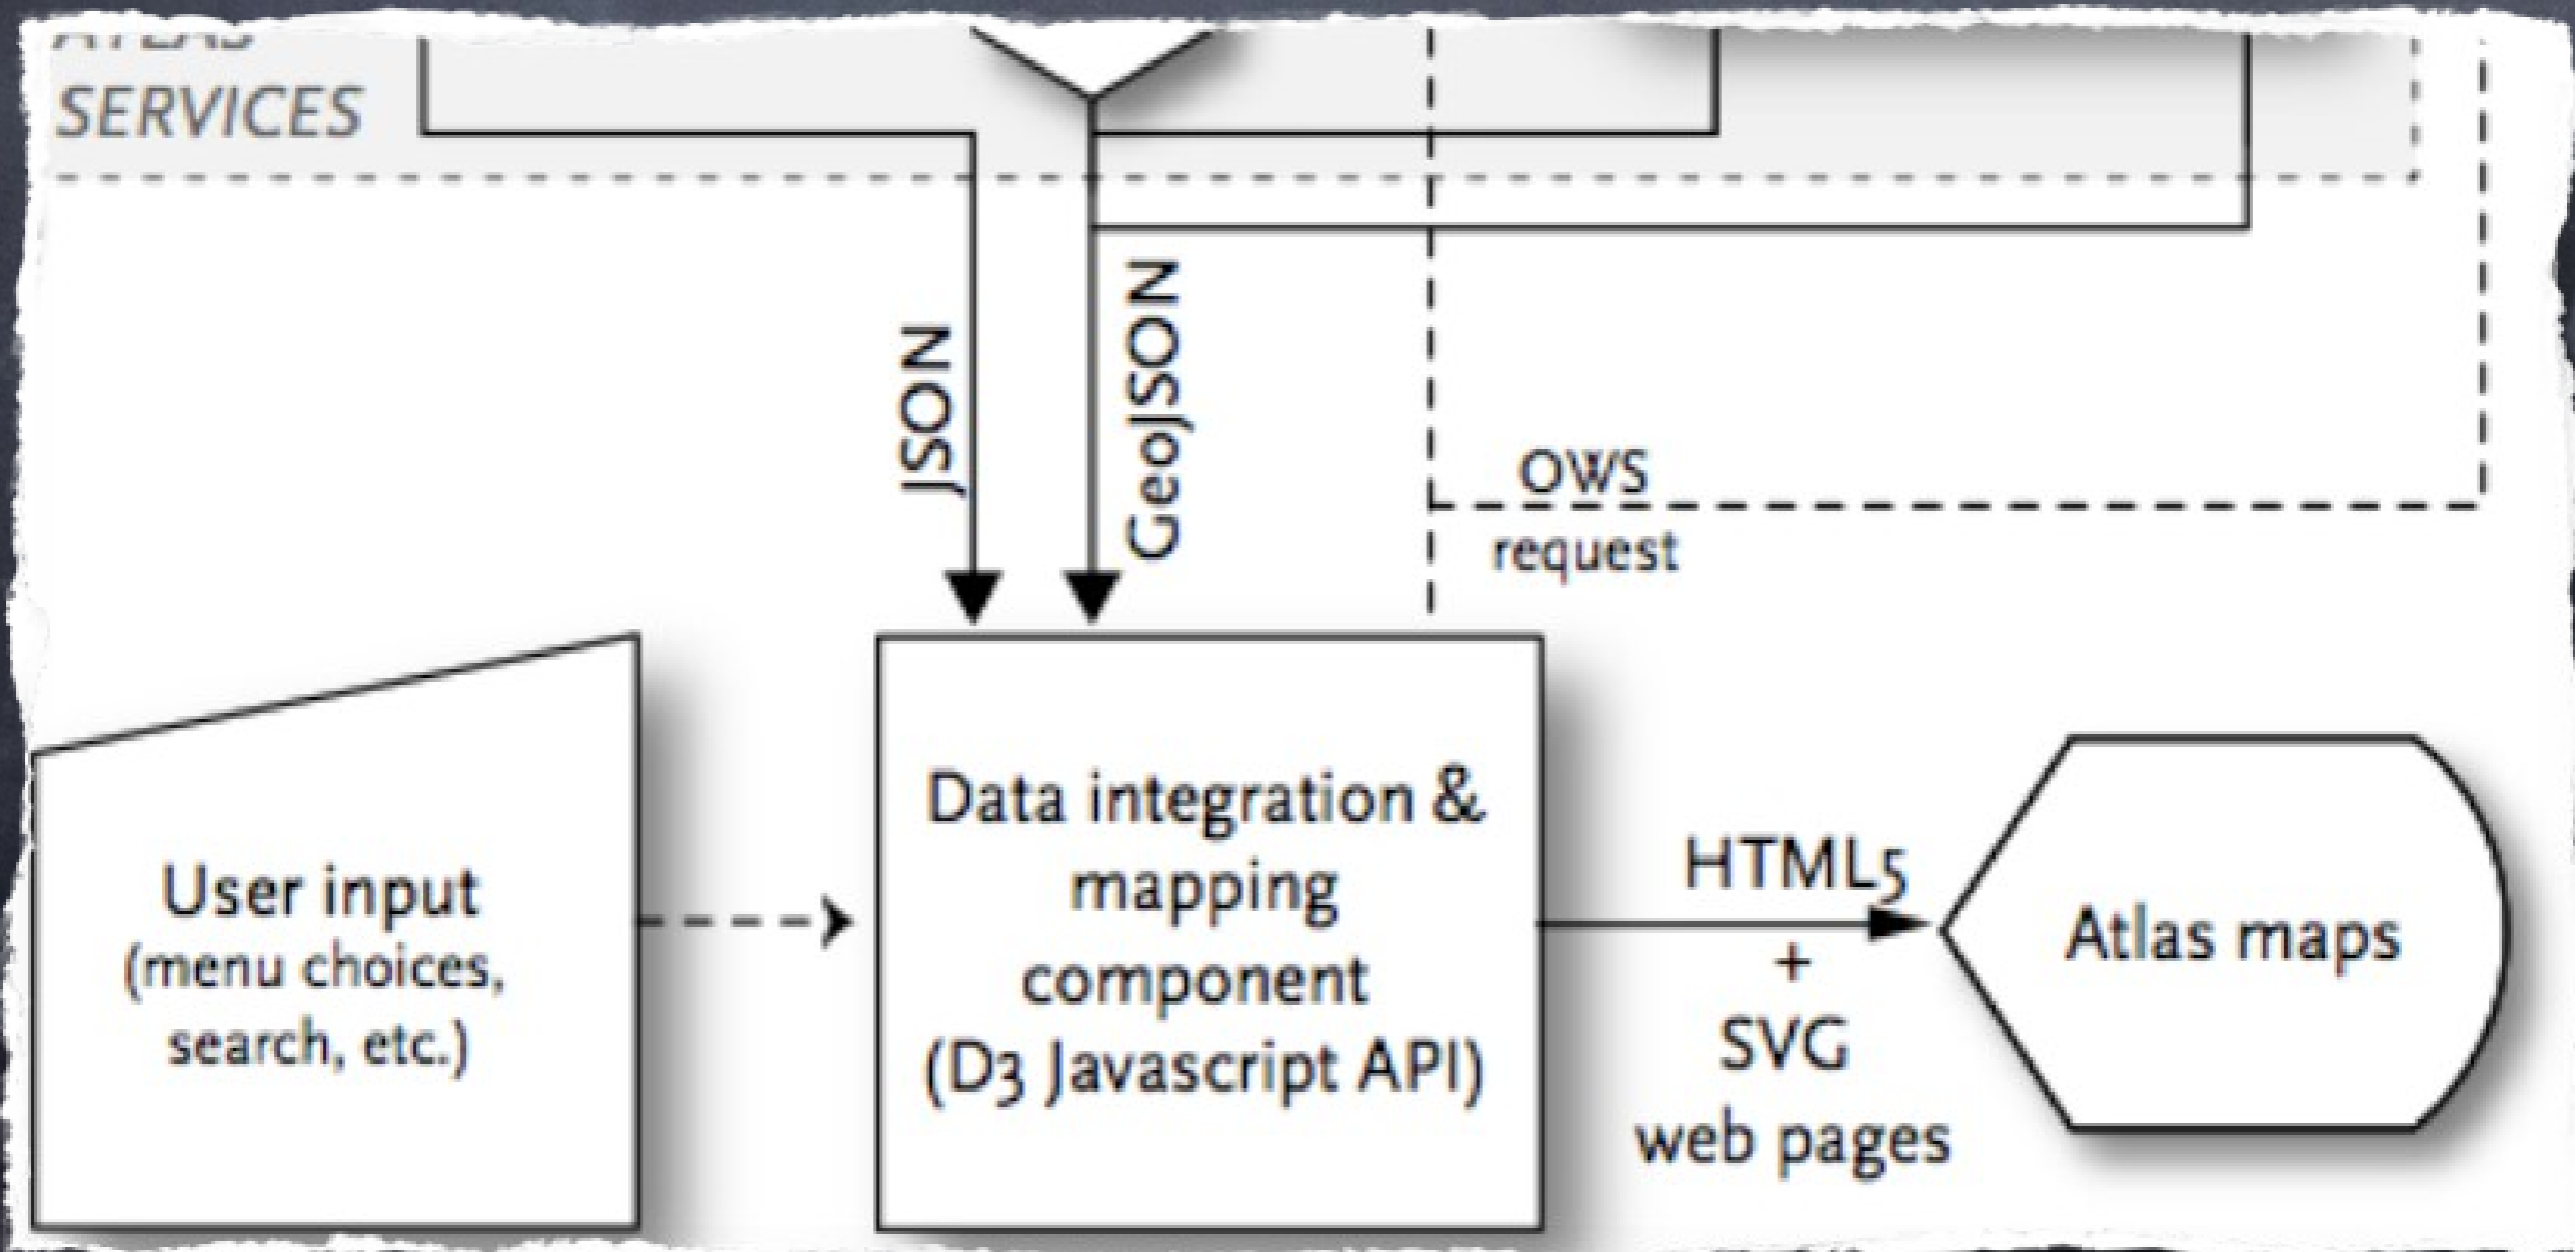 SERVICES
JSON
GeoJSON
OWS
request
User input
(menu choices,
search, etc.)
Data integration &
mapping
component
(D3 Javascript API)
HTML5
+
SVG
web pages
Atlas maps